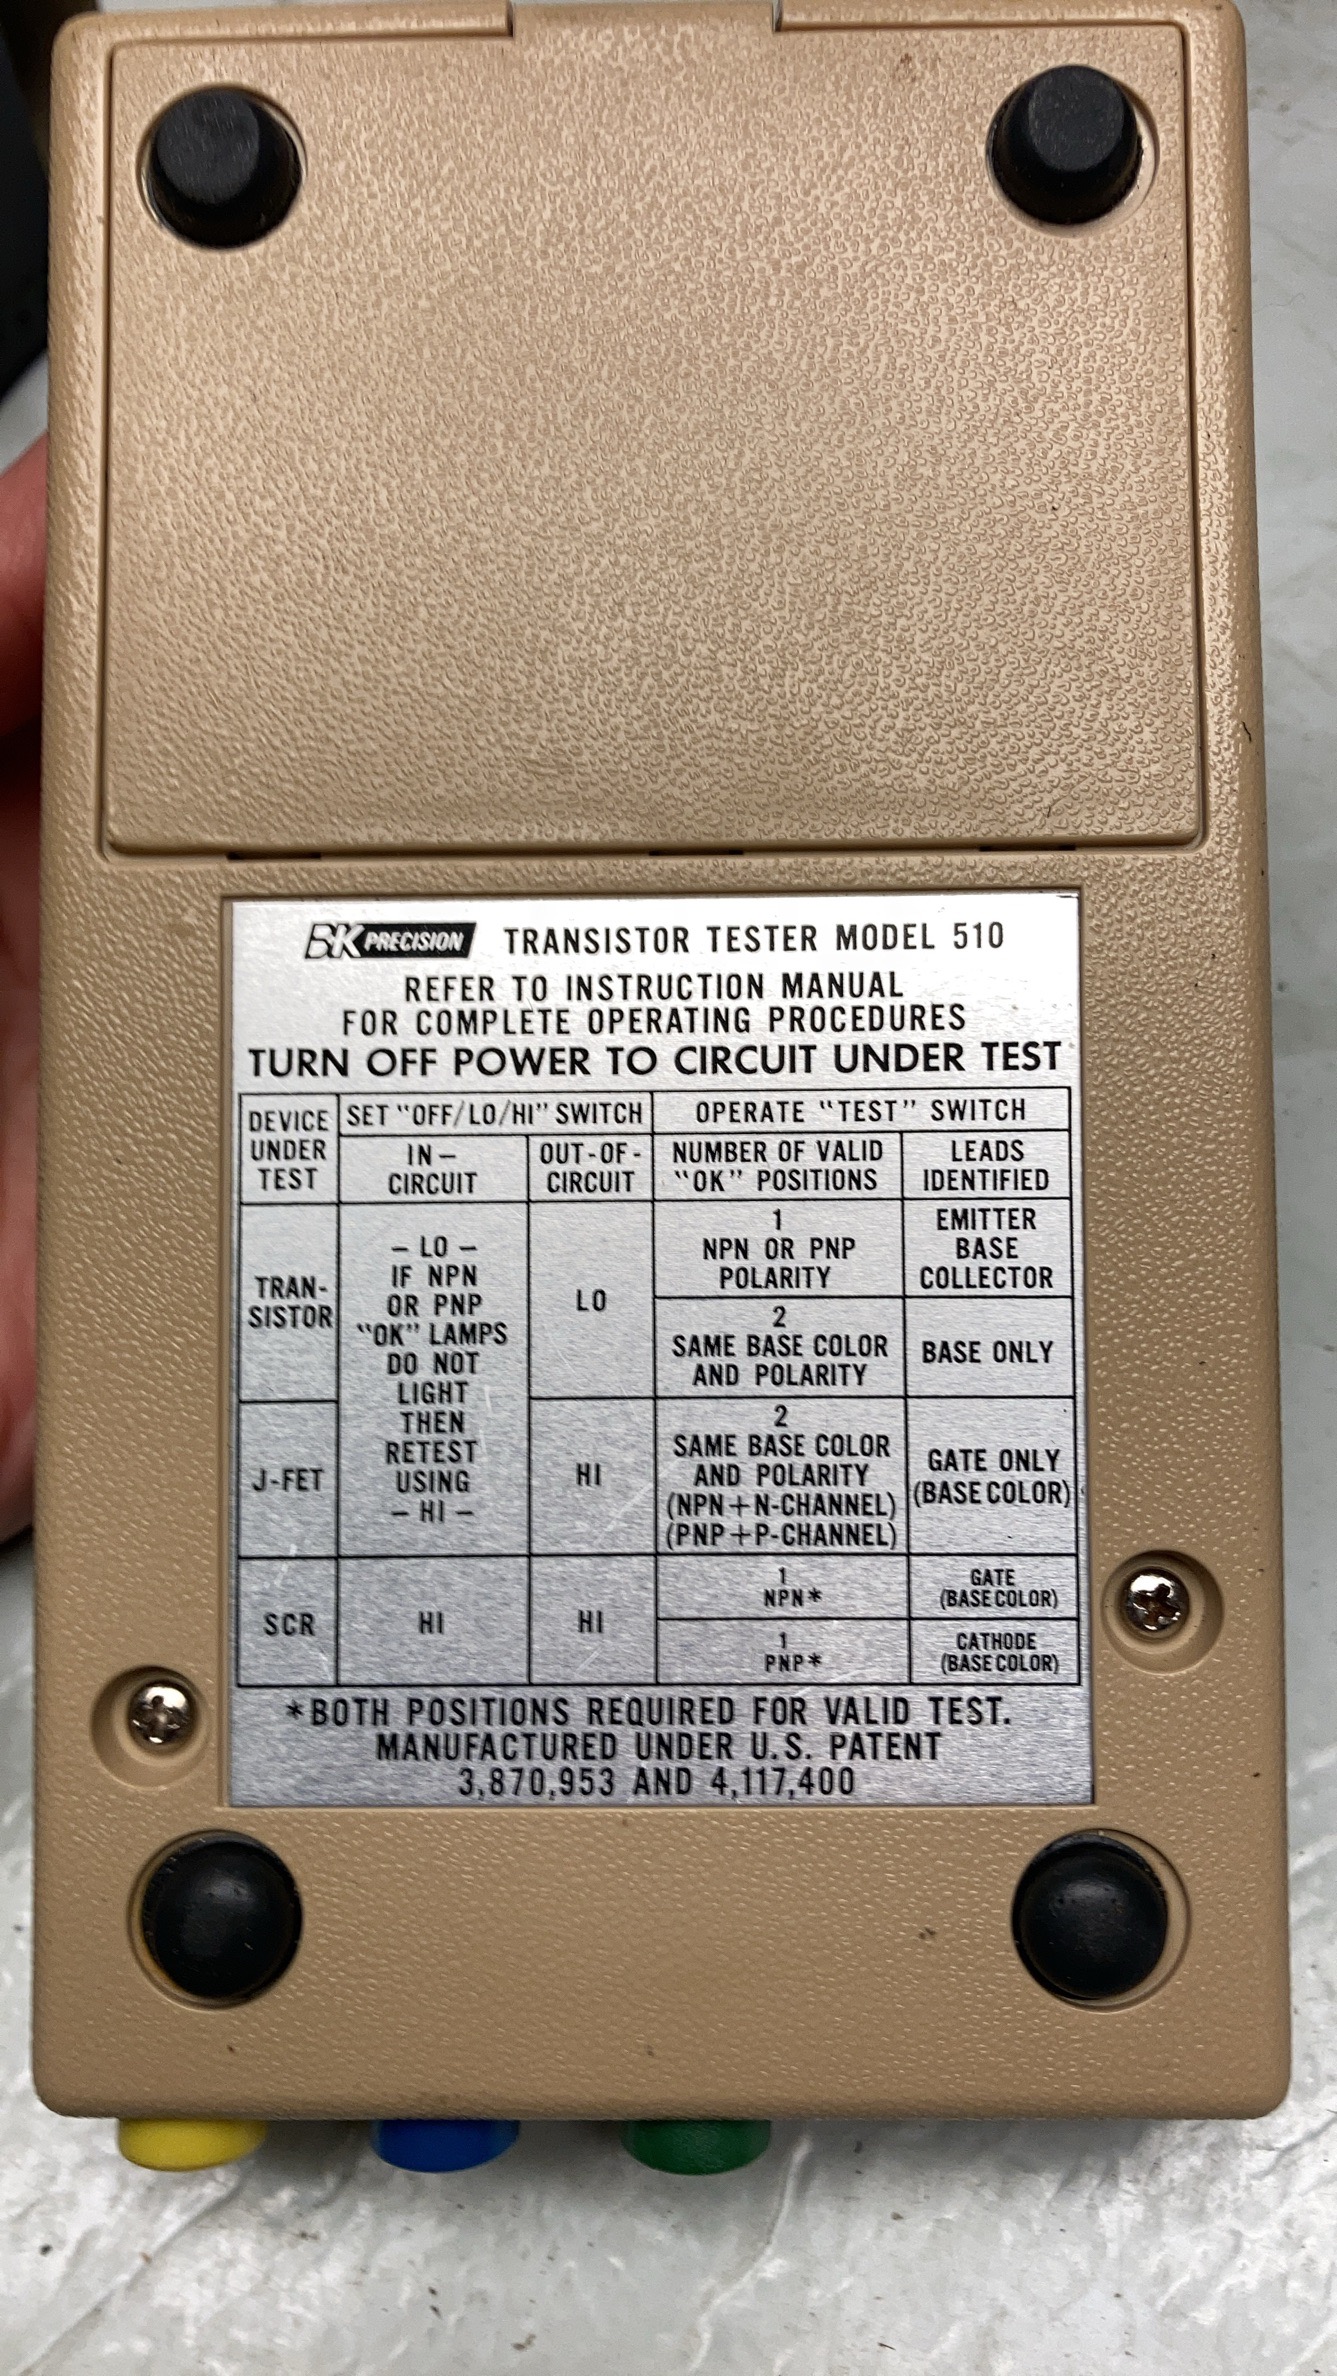 BK PRECISION TRANSISTOR TESTER MODEL 510
REFER TO INSTRUCTION MANUAL
FOR COMPLETE OPERATING PROCEDURES
TURN OFF POWER TO CIRCUIT UNDER TEST
DEVICE
UNDER
TEST
SET "OFF/LO/HI" SWITCH
OPERATE "TEST" SWITCH
IN-
CIRCUIT
OUT-OF-
CIRCUIT
NUMBER OF VALID
"OK" POSITIONS
LEADS
IDENTIFIED
TRAN-
SISTOR
- LO -
IF NPN
OR PNP
"OK" LAMPS
DO NOT
LIGHT
THEN
RETEST
USING
- HI -
LO
1
NPN OR PNP
POLARITY
EMITTER
BASE
COLLECTOR
2
SAME BASE COLOR
AND POLARITY
BASE ONLY
J-FET
HI
2
SAME BASE COLOR
AND POLARITY
(NPN+N-CHANNEL)
(PNP+P-CHANNEL)
GATE ONLY
(BASE COLOR)
SCR
HI
HI
1
NPN*
GATE
(BASE COLOR)
1
PNP*
CATHODE
(BASE COLOR)
*BOTH POSITIONS REQUIRED FOR VALID TEST.
MANUFACTURED UNDER U.S. PATENT
3,870,953 AND 4,117,400